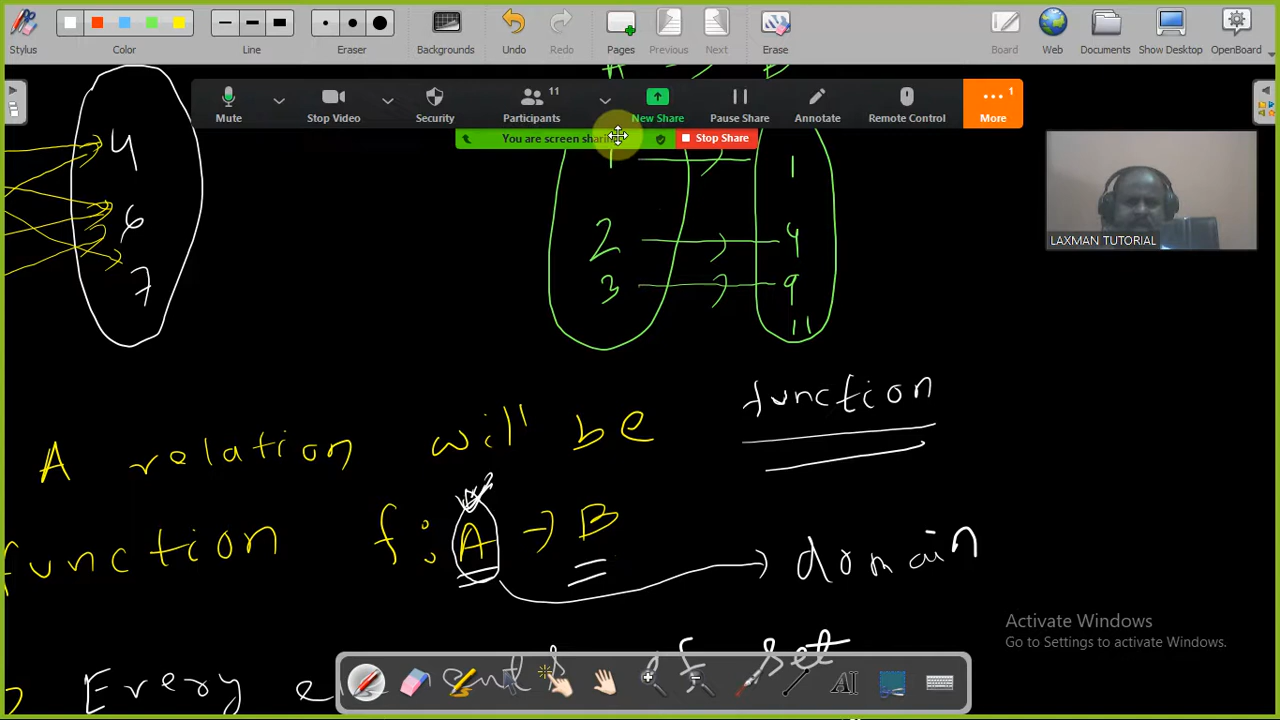 Stylus Color Line Eraser Backgrounds Undo Redo Pages Previous Next Erase Board Web Documents Show Desktop OpenBoard
Mute Stop Video Security Participants 11 New Share Pause Share Annotate Remote Control More 1
You are screen sharing Stop Share
4
6
7
1 1
2 4
3 9
11
LAXMAN TUTORIAL
function
A relation will be
function f: A → B
domain
Activate Windows
Go to Settings to activate Windows.
Every of set